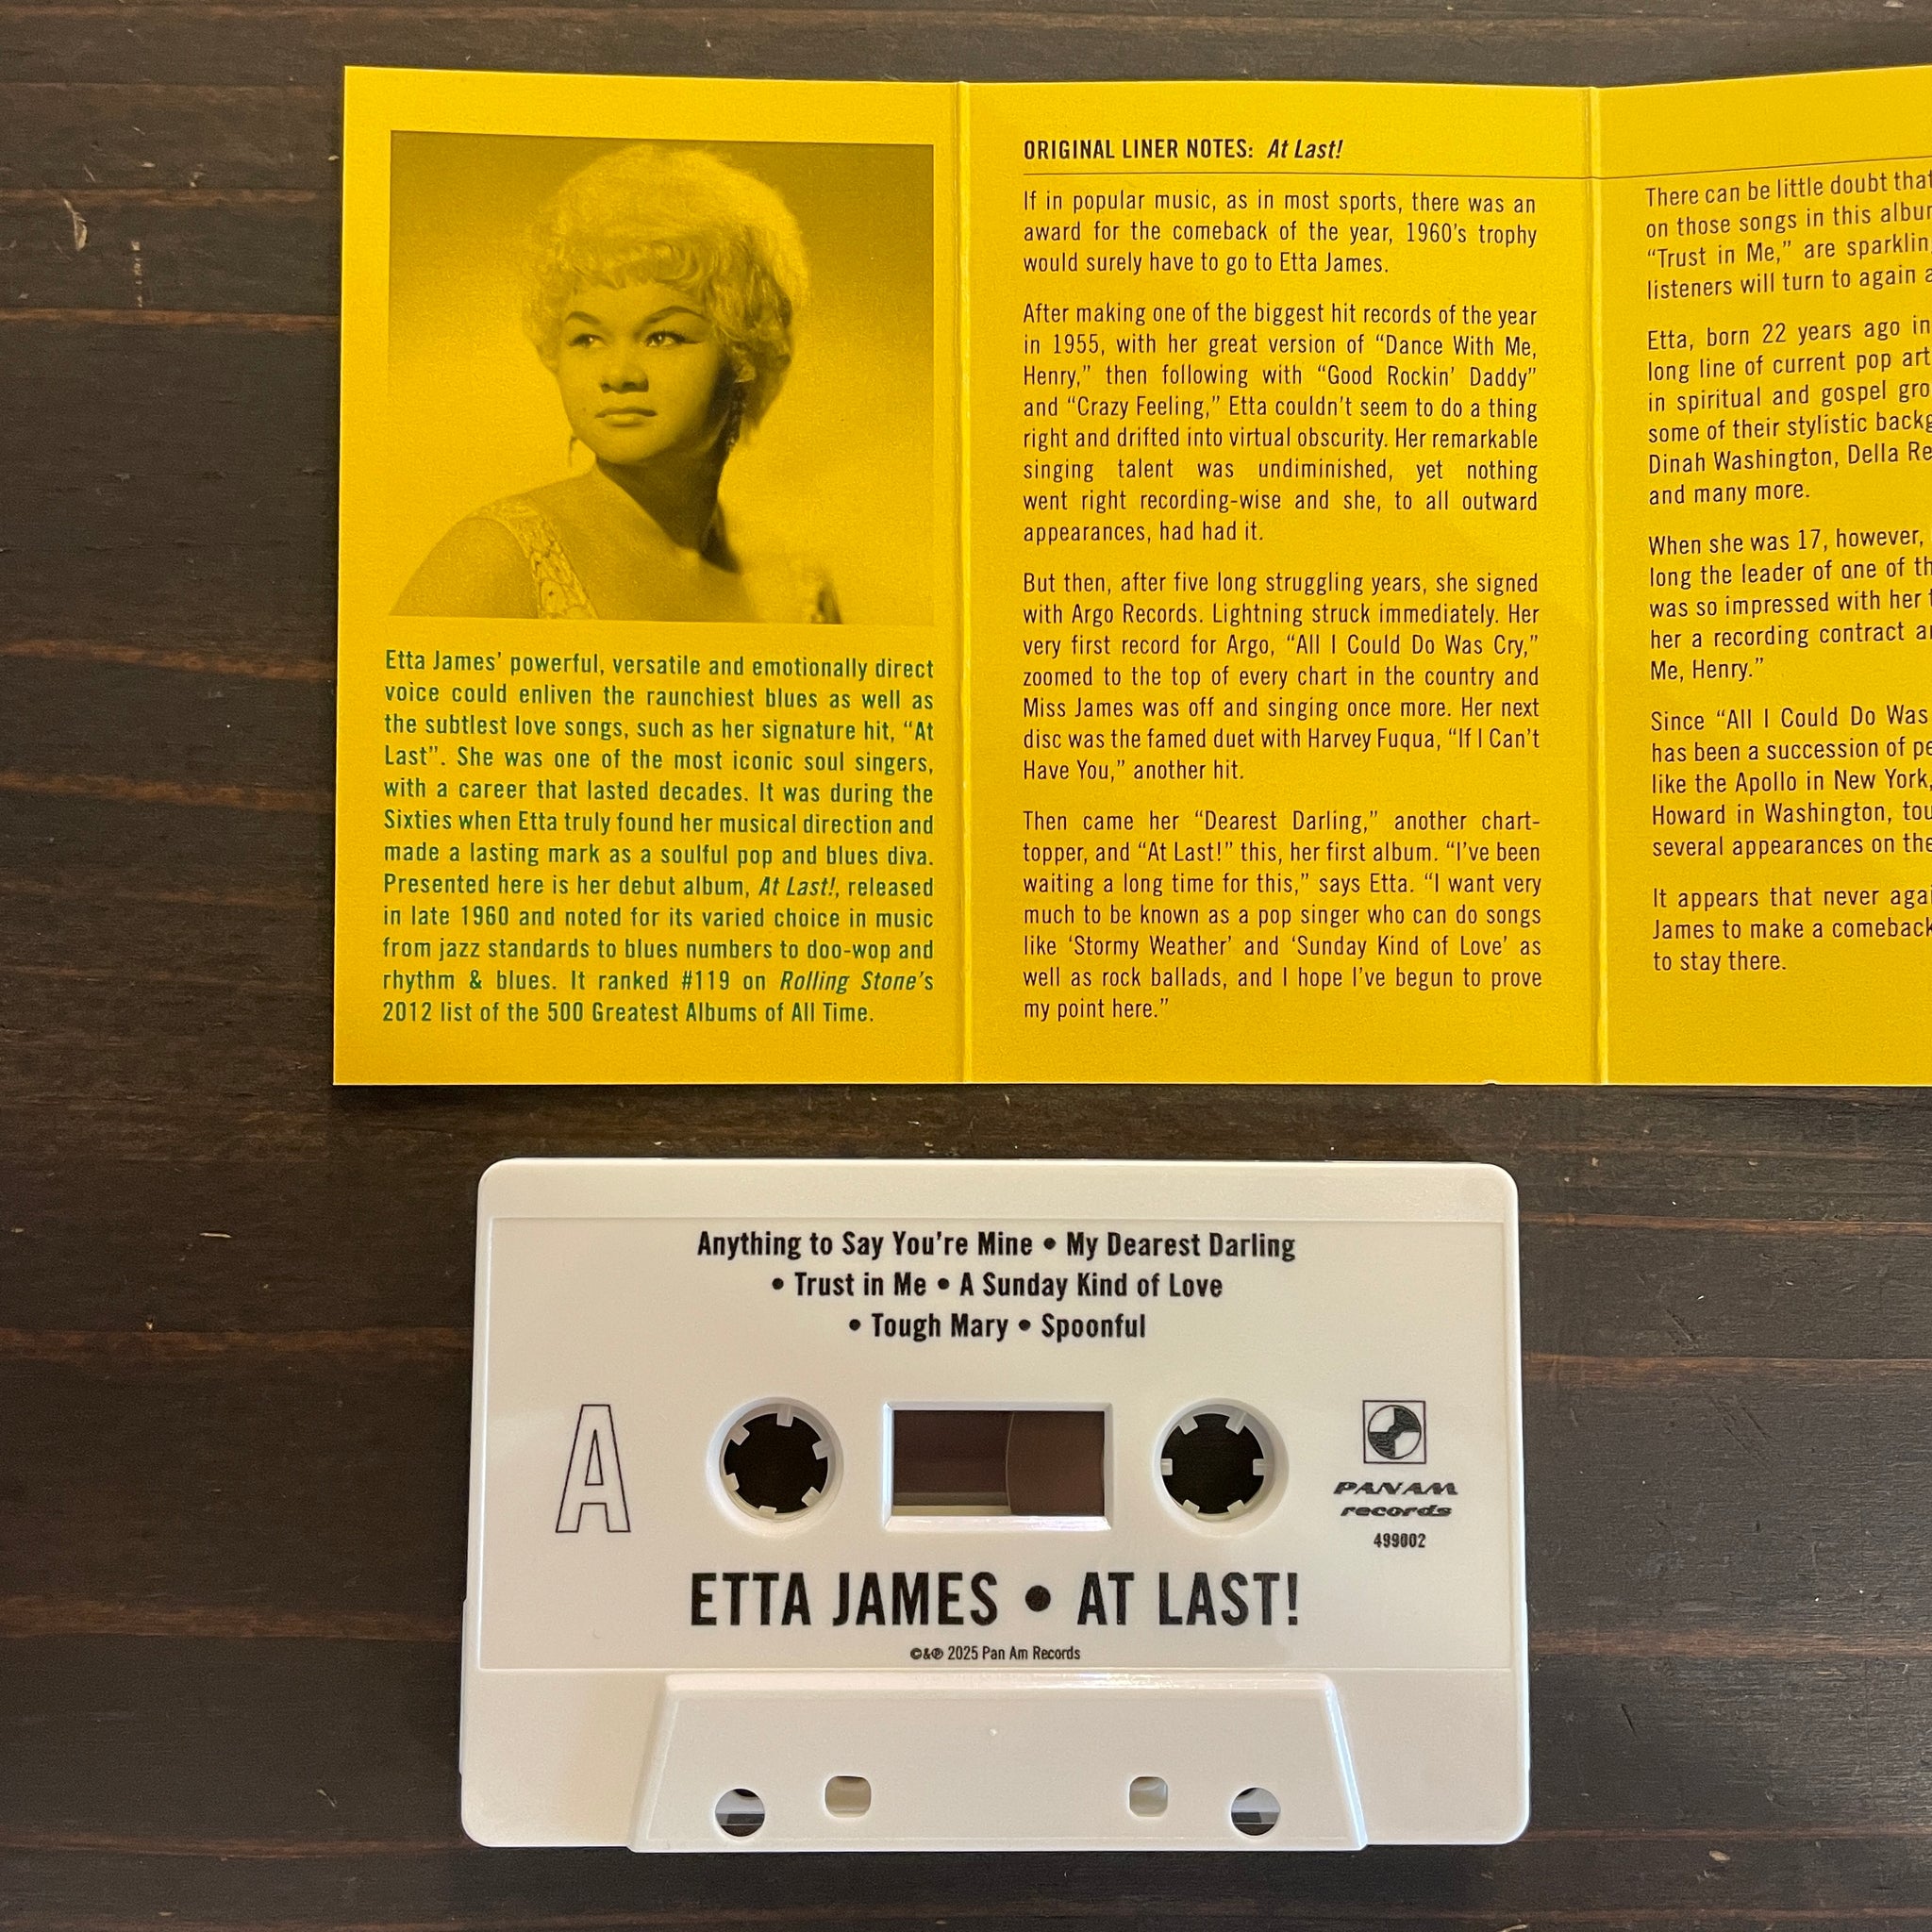 Etta James' powerful, versatile and emotionally direct
voice could enliven the raunchiest blues as well as
the subtlest love songs, such as her signature hit, "At
Last". She was one of the most iconic soul singers,
with a career that lasted decades. It was during the
Sixties when Etta truly found her musical direction and
made a lasting mark as a soulful pop and blues diva.
Presented here is her debut album, At Last!, released
in late 1960 and noted for its varied choice in music
from jazz standards to blues numbers to doo-wop and
rhythm & blues. It ranked #119 on Rolling Stone's
2012 list of the 500 Greatest Albums of All Time.
ORIGINAL LINER NOTES: At Last!
If in popular music, as in most sports, there was an
award for the comeback of the year, 1960's trophy
would surely have to go to Etta James.
After making one of the biggest hit records of the year
in 1955, with her great version of "Dance With Me,
Henry," then following with "Good Rockin' Daddy"
and "Crazy Feeling," Etta couldn't seem to do a thing
right and drifted into virtual obscurity. Her remarkable
singing talent was undiminished, yet nothing
went right recording-wise and she, to all outward
appearances, had had it.
But then, after five long struggling years, she signed
with Argo Records. Lightning struck immediately. Her
very first record for Argo, "All I Could Do Was Cry,"
zoomed to the top of every chart in the country and
Miss James was off and singing once more. Her next
disc was the famed duet with Harvey Fuqua, "If I Can't
Have You," another hit.
Then came her "Dearest Darling," another chart-
topper, and "At Last!" this, her first album. "I've been
waiting a long time for this," says Etta. "I want very
much to be known as a pop singer who can do songs
like 'Stormy Weather' and 'Sunday Kind of Love' as
well as rock ballads, and I hope I've begun to prove
my point here."
There can be little doubt that
on those songs in this
"Trust in Me," are
listeners will turn to again
Etta, born 22 years ago in
long line of current pop
in spiritual and gospel
some of their stylistic
Dinah Washington, Della
and many more.
When she was 17, however,
long the leader of one of
was so impressed with her
her a recording contract
Me, Henry."
Since "All I Could Do Was
has been a succession of
like the Apollo in New York,
Howard in Washington,
several appearances on the
It appears that never
James to make a comeback
to stay there.
Anything to Say You're Mine • My Dearest Darling
• Trust in Me • A Sunday Kind of Love
• Tough Mary • Spoonful
A
PAN AM
records
499002
ETTA JAMES • AT LAST!
©&℗ 2025 Pan Am Records